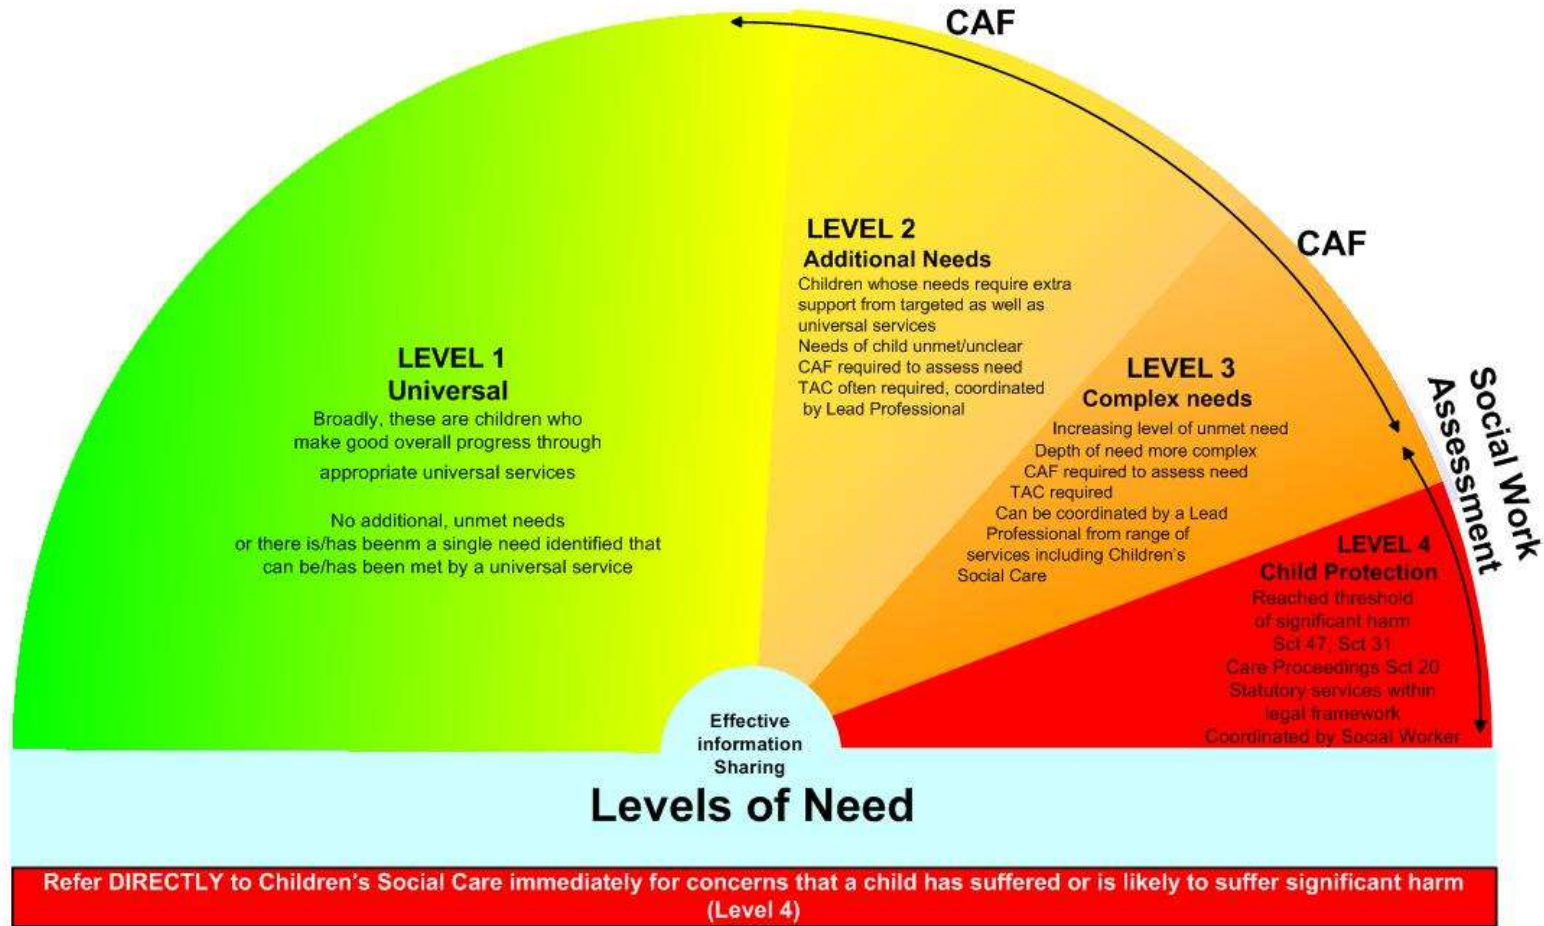 CAF
LEVEL 1
Universal
Broadly, these are children who
make good overall progress through
appropriate universal services
No additional, unmet needs
or there is/has beenm a single need identified that
can be/has been met by a universal service
LEVEL 2
Additional Needs
Children whose needs require extra
support from targeted as well as
universal services
Needs of child unmet/unclear
CAF required to assess need
TAC often required, coordinated
by Lead Professional
CAF
LEVEL 3
Complex needs
Increasing level of unmet need
Depth of need more complex
CAF required to assess need
TAC required
Can be coordinated by a Lead
Professional from range of
services including Children's
Social Care
Social Work
Assessment
LEVEL 4
Child Protection
Reached threshold
of significant harm
Sct 47, Sct 31
Care Proceedings Sct 20
Statutory services within
legal framework
Coordinated by Social Worker
Effective
information
Sharing
Levels of Need
Refer DIRECTLY to Children's Social Care immediately for concerns that a child has suffered or is likely to suffer significant harm
(Level 4)